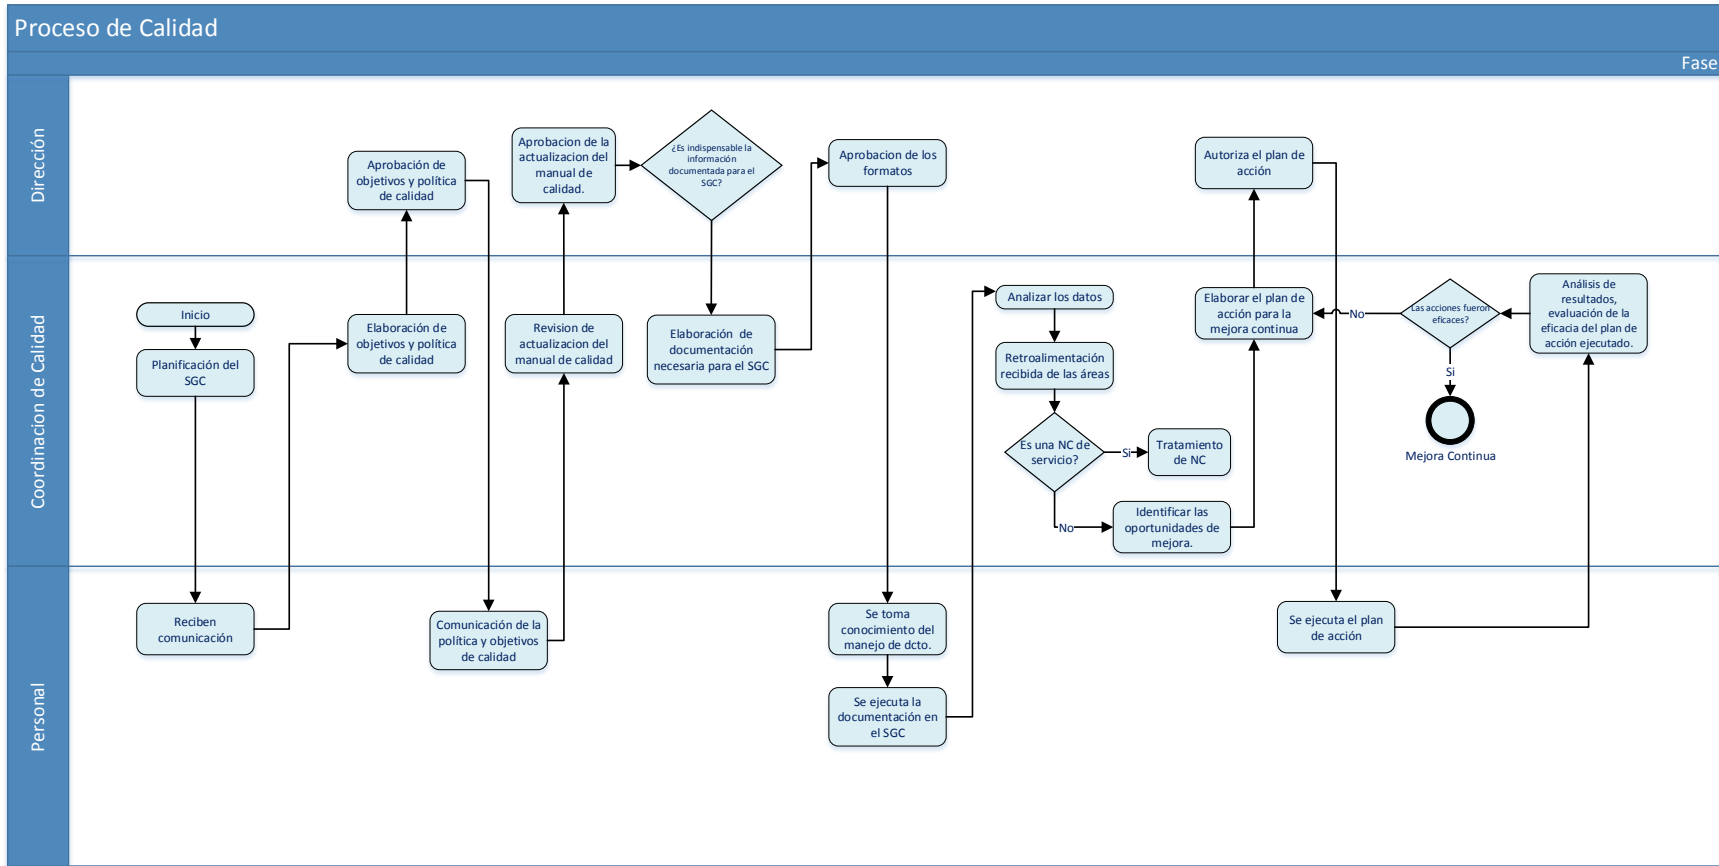 Proceso de Calidad
Fase
Dirección
Aprobación de
objetivos y política
de calidad
Aprobacion de la
actualizacion del
manual de
calidad.
¿Es indispensable la
información
documentada para el
SGC?
Aprobacion de los
formatos
Autoriza el plan de
acción
Coordinacion de Calidad
Inicio
Planificación del
SGC
Elaboración de
objetivos y política
de calidad
Revision de
actualizacion del
manual de calidad
Elaboración de
documentación
necesaria para el SGC
Analizar los datos
Retroalimentación
recibida de las áreas
Es una NC de
servicio?
Si
Tratamiento
de NC
No
Identificar las
oportunidades de
mejora.
Elaborar el plan de
acción para la
mejora continua
No
Las acciones fueron
eficaces?
Si
Mejora Continua
Análisis de
resultados,
evaluación de la
eficacia del plan de
acción ejecutado.
Personal
Reciben
comunicación
Comunicación de la
política y objetivos
de calidad
Se toma
conocimiento del
manejo de dcto.
Se ejecuta la
documentación en
el SGC
Se ejecuta el plan
de acción